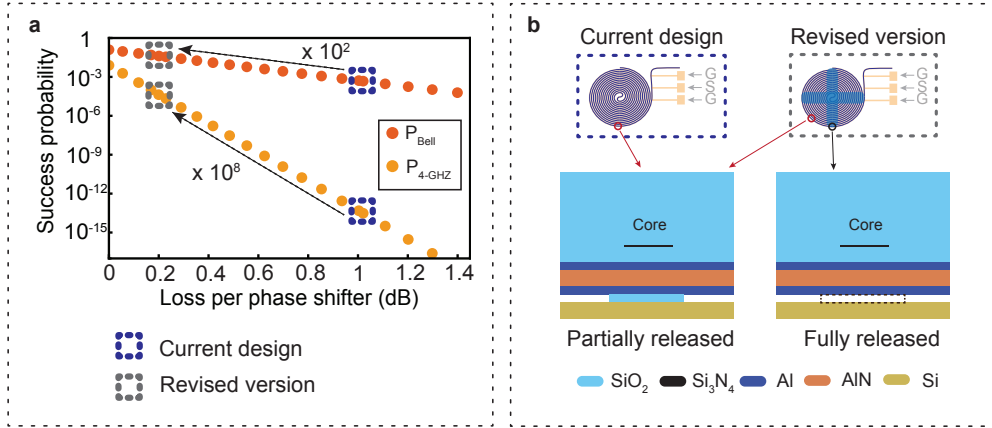 a
Success probability
1
10⁻³
10⁻⁶
10⁻⁹
10⁻¹²
10⁻¹⁵
x 10²
x 10⁸
P_Bell
P_4-GHZ
0 0.2 0.4 0.6 0.8 1 1.2 1.4
Loss per phase shifter (dB)
Current design
Revised version
b
Current design
Revised version
G
S
G
G
S
G
Core
Core
Partially released
Fully released
SiO₂ Si₃N₄ Al AlN Si